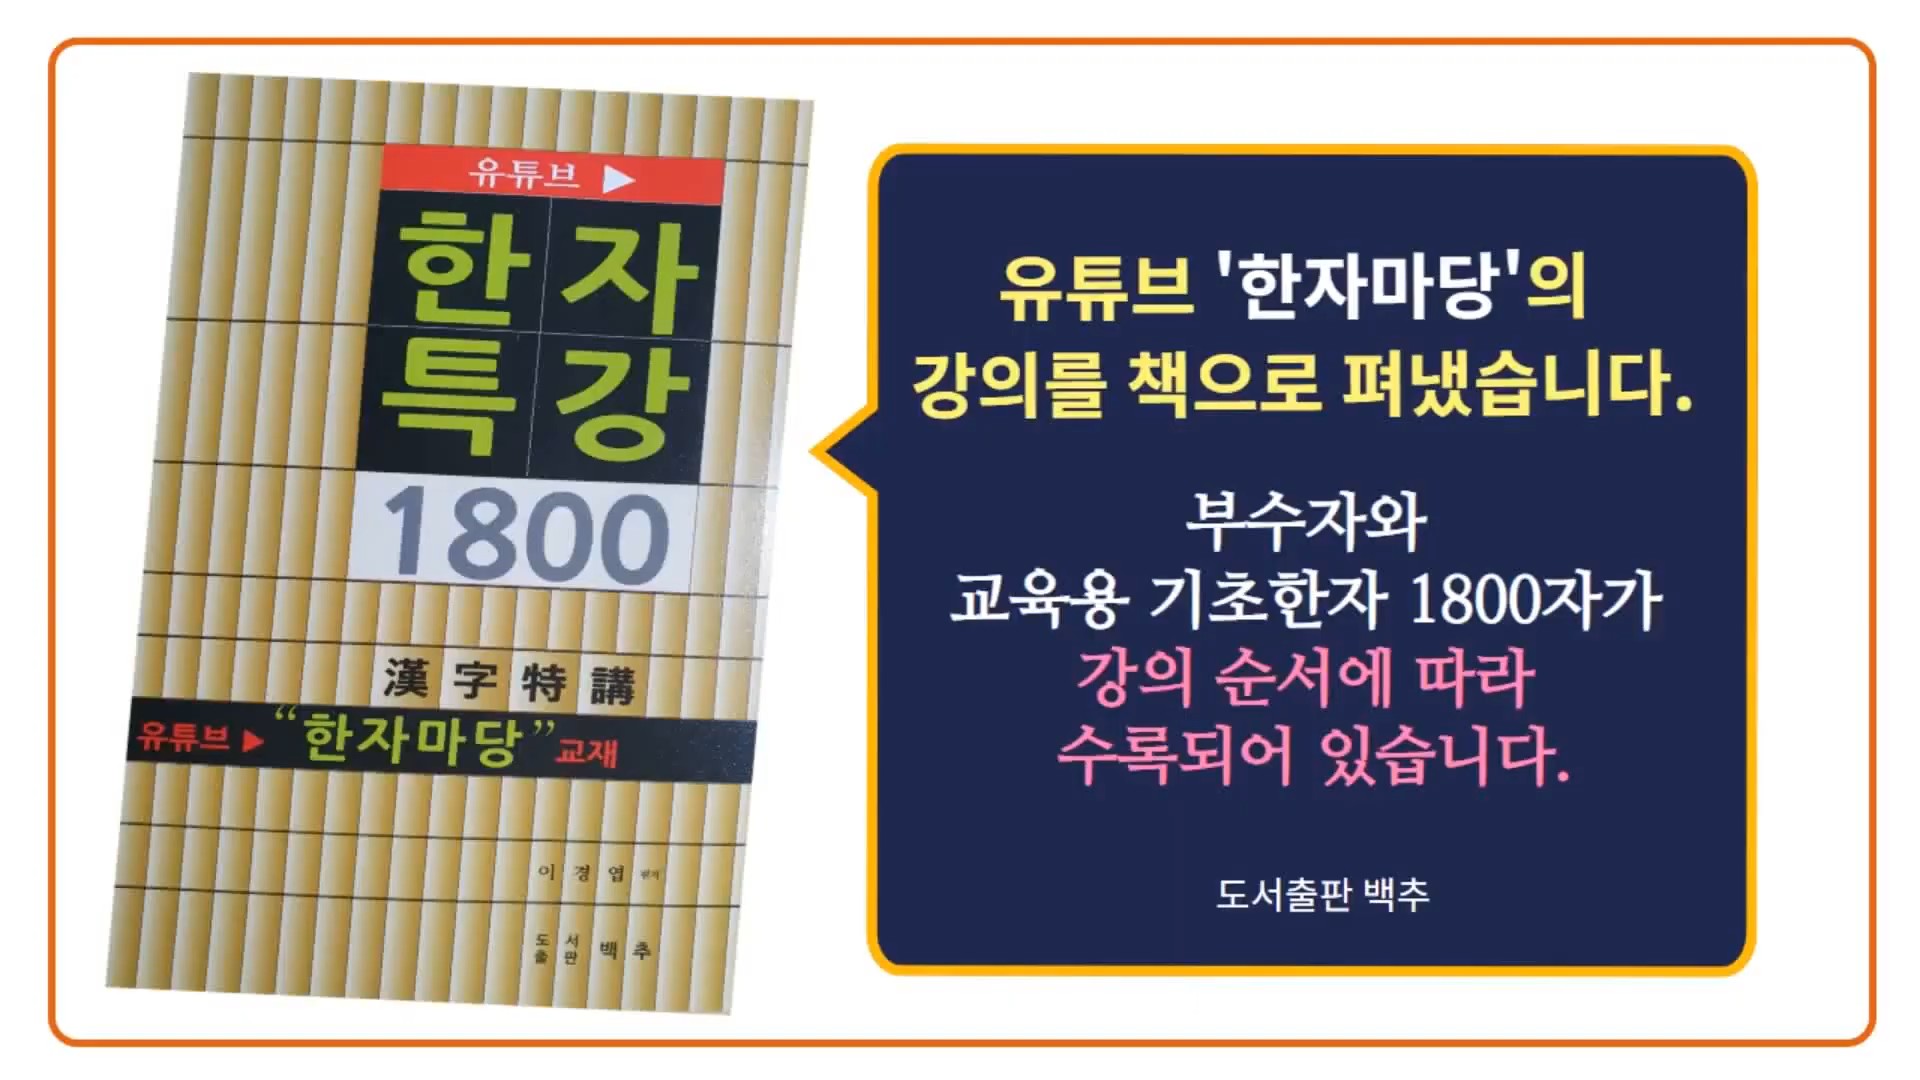 유튜브 ▶
한자
특강
1800
漢字特講
유튜브 ▶ “한자마당” 교재
이경엽 편저
도서출판 백추
유튜브 '한자마당'의
강의를 책으로 펴냈습니다.
부수자와
교육용 기초한자 1800자가
강의 순서에 따라
수록되어 있습니다.
도서출판 백추